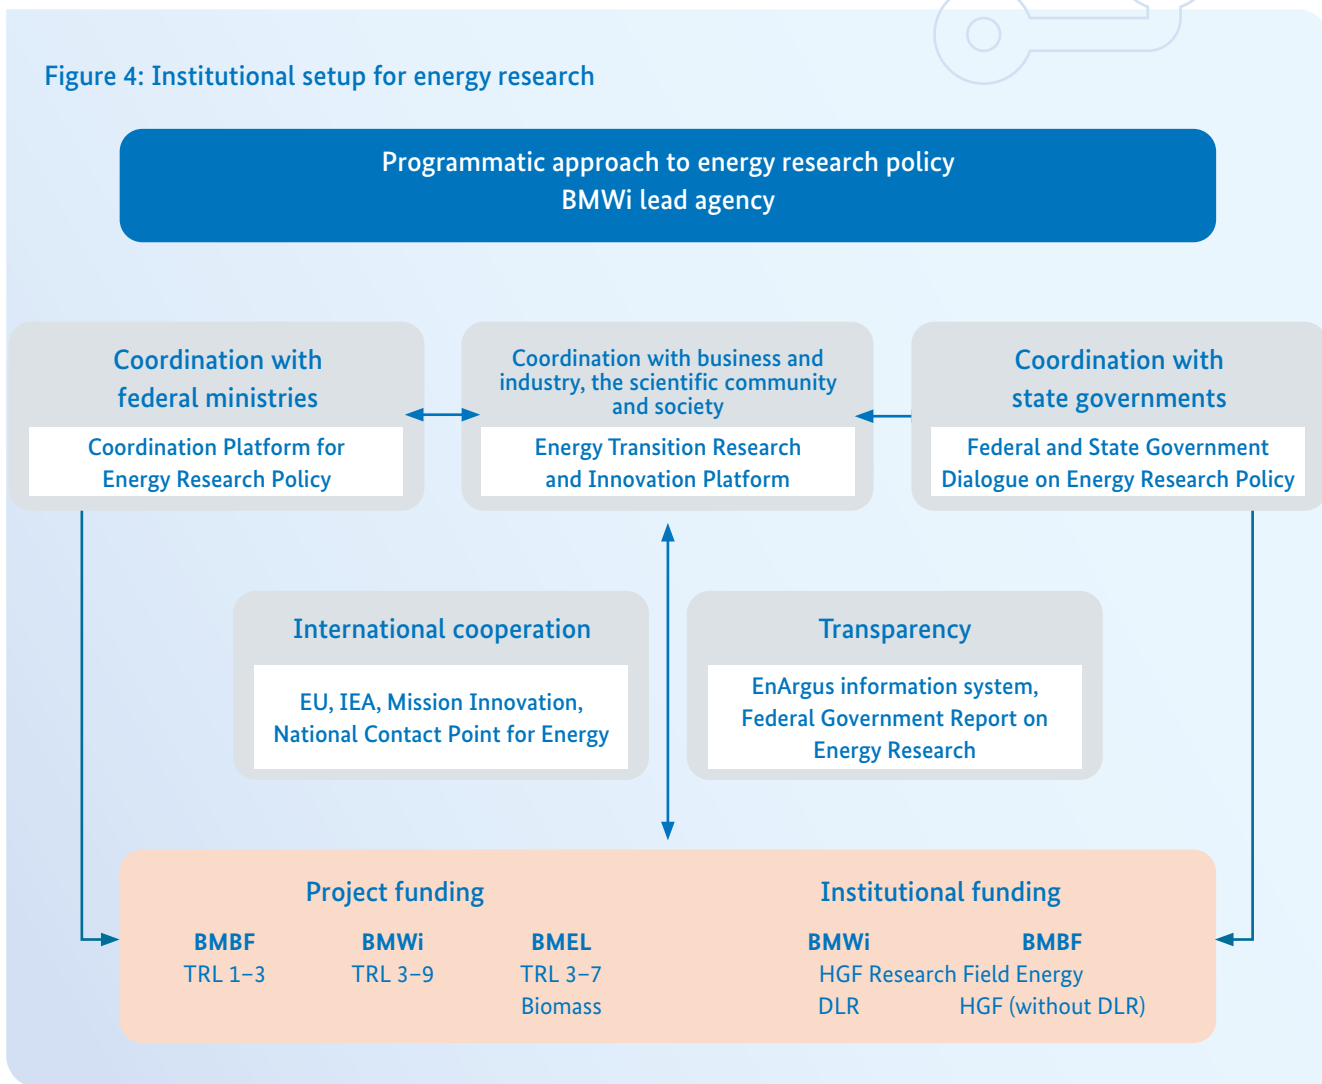 Figure 4: Institutional setup for energy research
Programmatic approach to energy research policy
BMWi lead agency
Coordination with
federal ministries
Coordination Platform for
Energy Research Policy
Coordination with business and
industry, the scientific community
and society
Energy Transition Research
and Innovation Platform
Coordination with
state governments
Federal and State Government
Dialogue on Energy Research Policy
International cooperation
EU, IEA, Mission Innovation,
National Contact Point for Energy
Transparency
EnArgus information system,
Federal Government Report on
Energy Research
Project funding
BMBF
TRL 1–3
BMWi
TRL 3–9
BMEL
TRL 3–7
Biomass
Institutional funding
BMWi BMBF
HGF Research Field Energy
DLR HGF (without DLR)